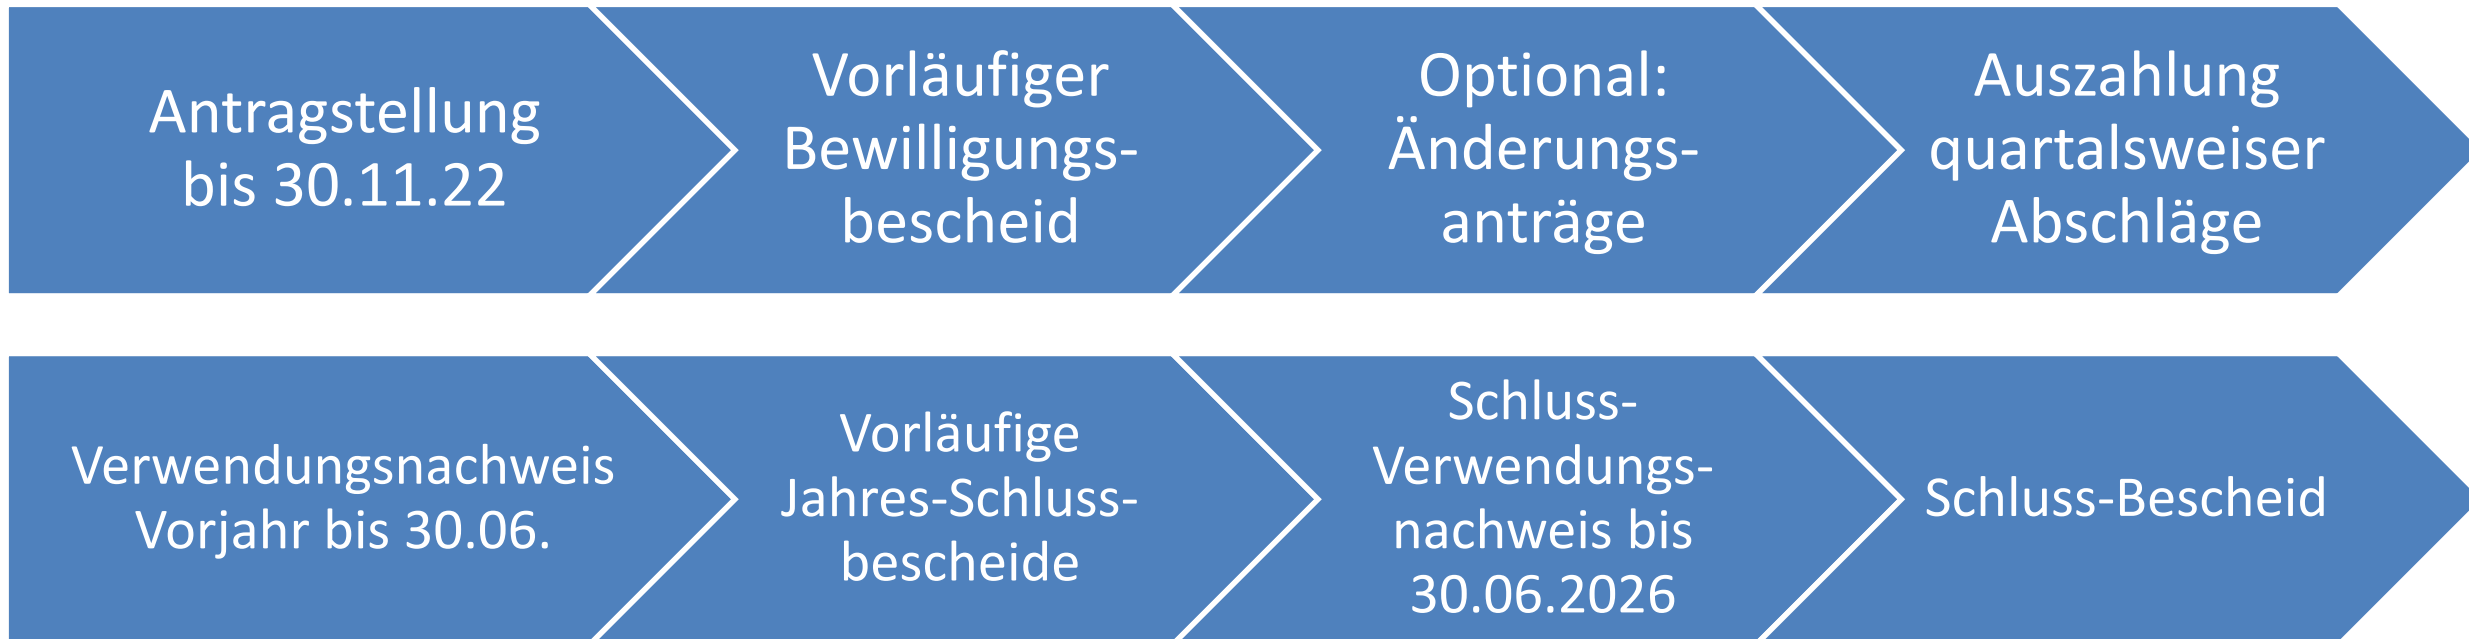 Antragstellung
bis 30.11.22
Vorläufiger
Bewilligungs-
bescheid
Optional:
Änderungs-
anträge
Auszahlung
quartalsweiser
Abschläge
Verwendungsnachweis
Vorjahr bis 30.06.
Vorläufige
Jahres-Schluss-
bescheide
Schluss-
Verwendungs-
nachweis bis
30.06.2026
Schluss-Bescheid